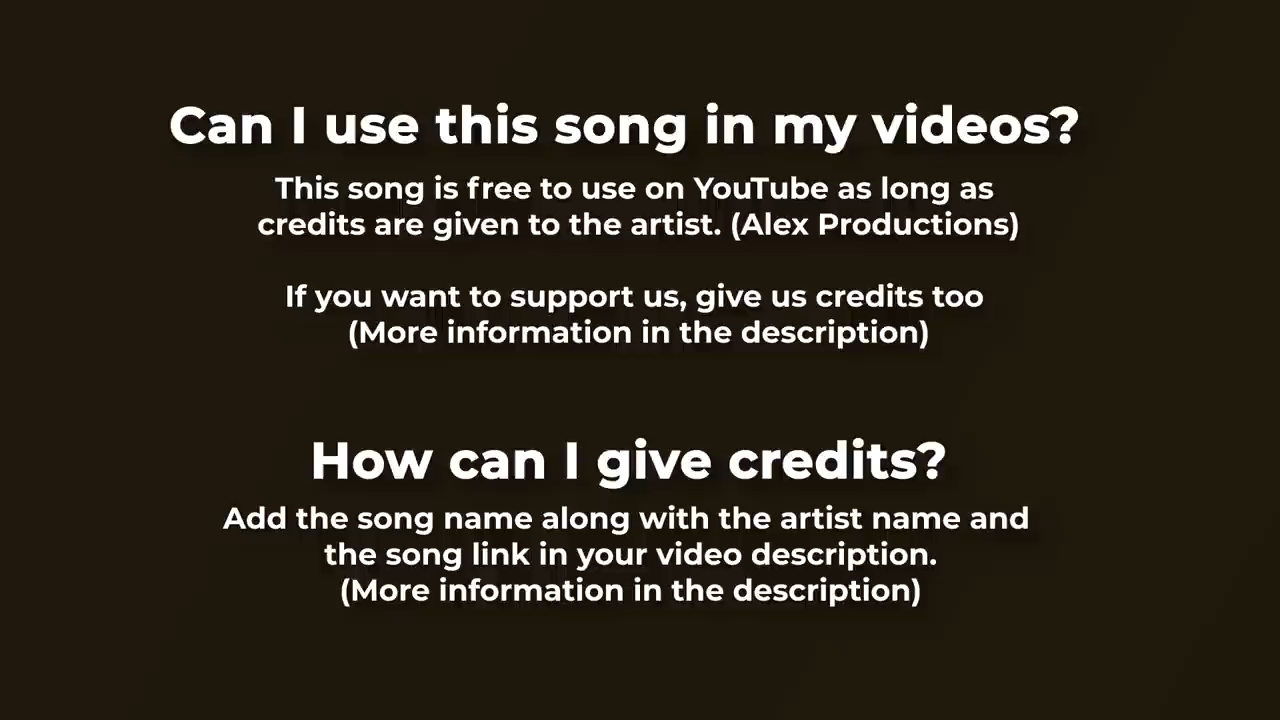 Can I use this song in my videos?
This song is free to use on YouTube as long as
credits are given to the artist. (Alex Productions)
If you want to support us, give us credits too
(More information in the description)
How can I give credits?
Add the song name along with the artist name and
the song link in your video description.
(More information in the description)